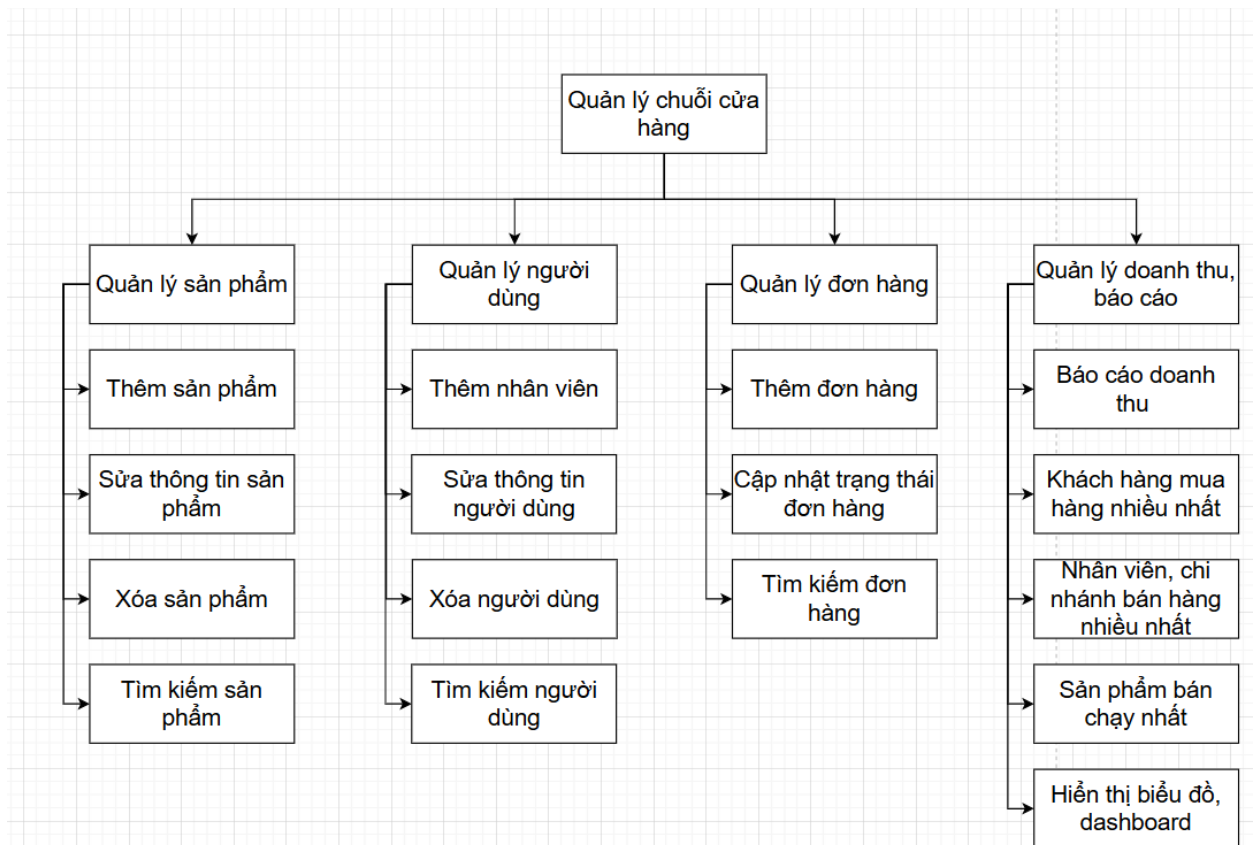 Quản lý chuỗi cửa
hàng
Quản lý sản phẩm
Thêm sản phẩm
Sửa thông tin sản
phẩm
Xóa sản phẩm
Tìm kiếm sản
phẩm
Quản lý người
dùng
Thêm nhân viên
Sửa thông tin
người dùng
Xóa người dùng
Tìm kiếm người
dùng
Quản lý đơn hàng
Thêm đơn hàng
Cập nhật trạng thái
đơn hàng
Tìm kiếm đơn
hàng
Quản lý doanh thu,
báo cáo
Báo cáo doanh
thu
Khách hàng mua
hàng nhiều nhất
Nhân viên, chi
nhánh bán hàng
nhiều nhất
Sản phẩm bán
chạy nhất
Hiển thị biểu đồ,
dashboard